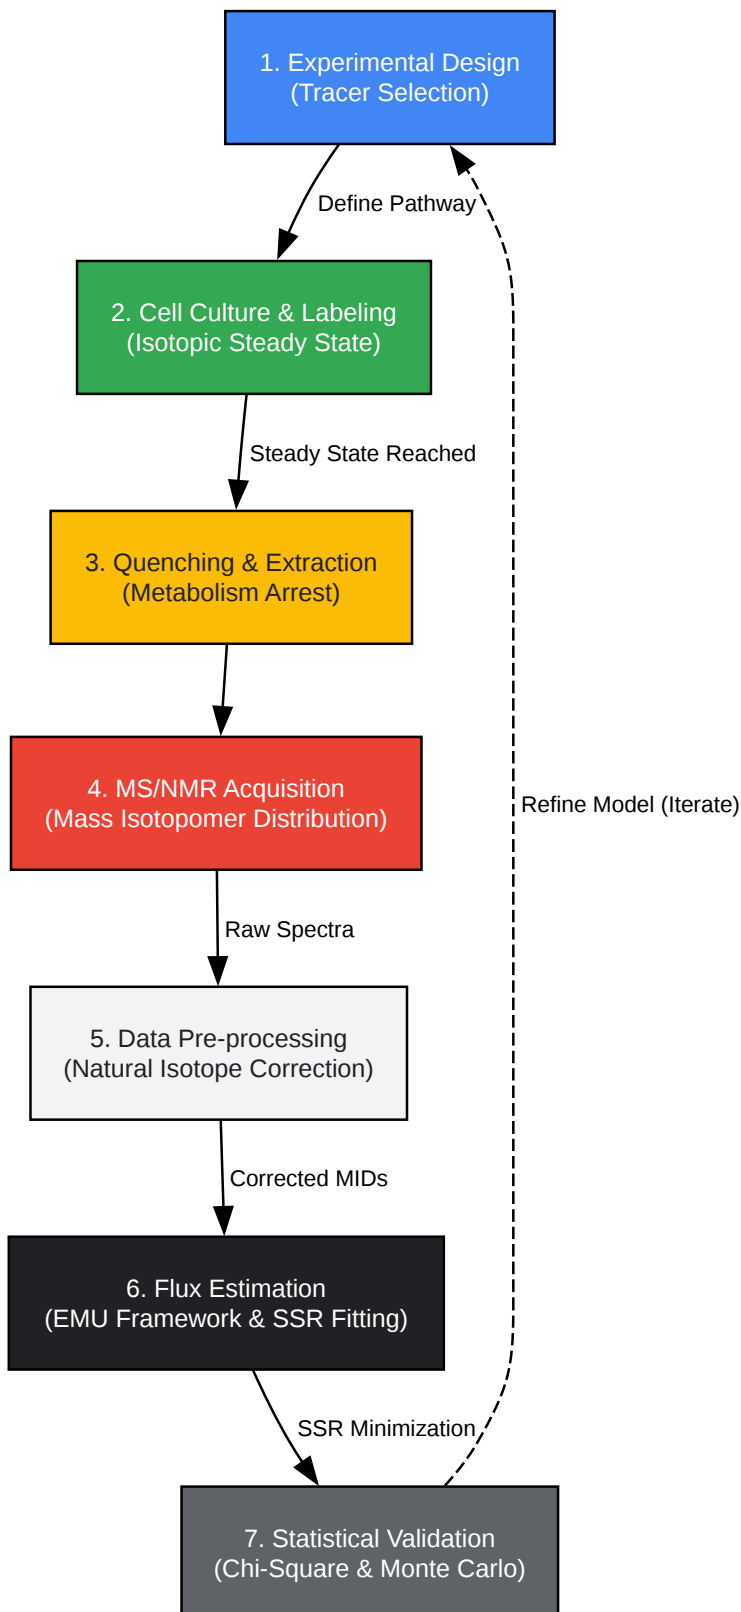 1. Experimental Design
(Tracer Selection)
Define Pathway
2. Cell Culture & Labeling
(Isotopic Steady State)
Steady State Reached
3. Quenching & Extraction
(Metabolism Arrest)
4. MS/NMR Acquisition
(Mass Isotopomer Distribution)
Refine Model (Iterate)
Raw Spectra
5. Data Pre-processing
(Natural Isotope Correction)
Corrected MIDs
6. Flux Estimation
(EMU Framework & SSR Fitting)
SSR Minimization
7. Statistical Validation
(Chi-Square & Monte Carlo)